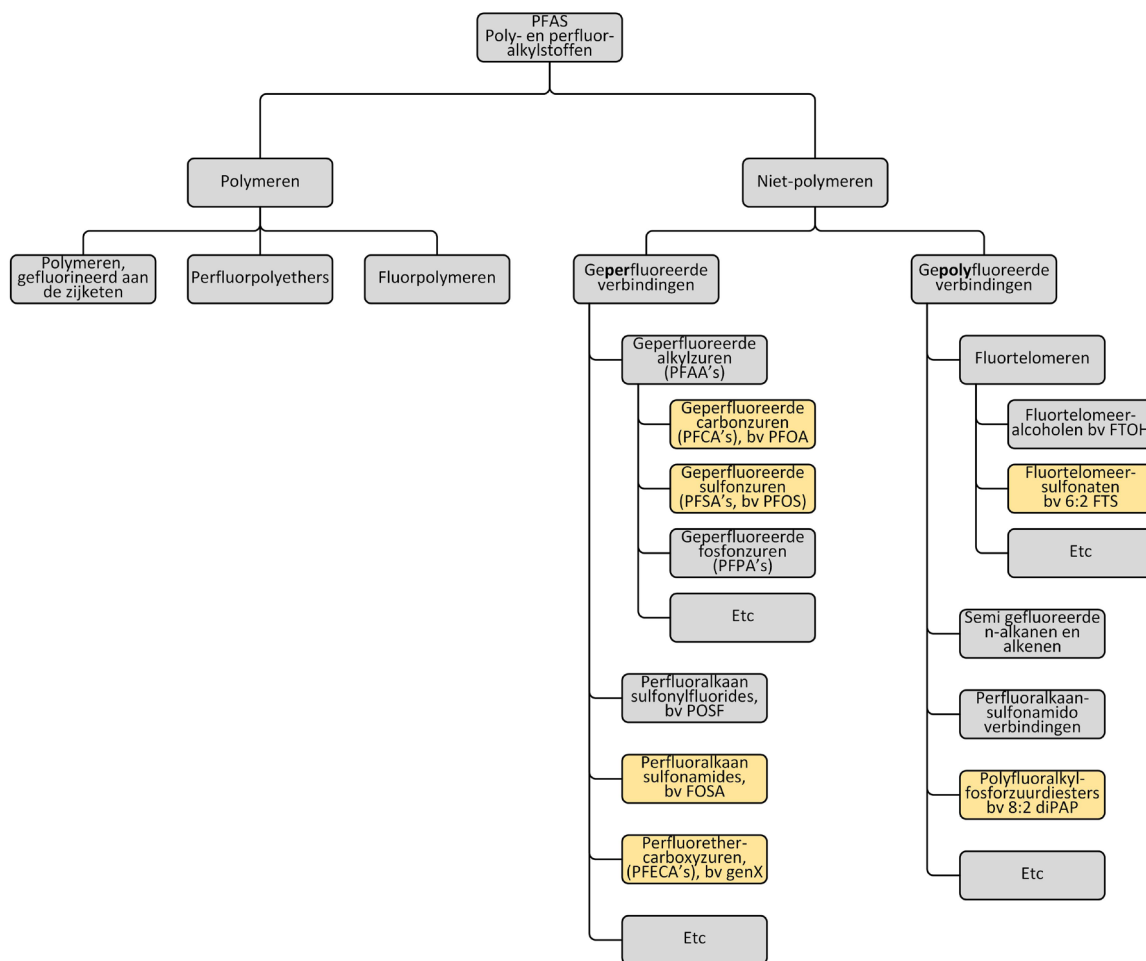 PFAS
Poly- en perfluor-
alkylstoffen
Polymeren
Niet-polymeren
Polymeren,
gefluorineerd aan
de zijketen
Perfluorpolyethers
Fluorpolymeren
Geperfluoreerde
verbindingen
Gepolyfluoreerde
verbindingen
Geperfluoreerde
alkylzuren
(PFAA's)
Geperfluoreerde
carbonzuren
(PFCA's), bv PFOA
Geperfluoreerde
sulfonzuren
(PFSA's, bv PFOS)
Geperfluoreerde
fosfonzuren
(PFPA's)
Etc
Perfluoralkaan
sulfonylfluorides,
bv POSF
Perfluoralkaan
sulfonamides,
bv FOSA
Perfluorether-
carboxyzuren,
(PFECA's), bv genX
Etc
Fluortelomeren
Fluortelomeer-
alcoholen bv FTOH
Fluortelomeer-
sulfonaten
bv 6:2 FTS
Etc
Semi gefluoreerde
n-alkanen en
alkenen
Perfluoralkaan-
sulfonamido
verbindingen
Polyfluoralkyl-
fosforzuurdiesters
bv 8:2 diPAP
Etc